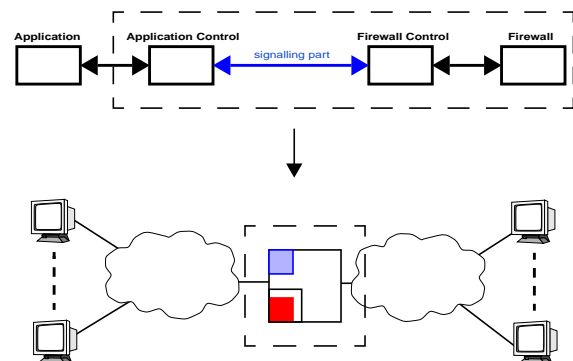 Application
Application Control
Firewall Control
Firewall
signalling part